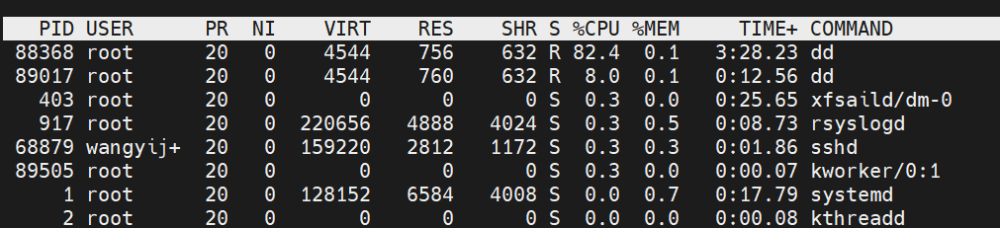 PID USER PR NI VIRT RES SHR S %CPU %MEM TIME+ COMMAND
88368 root 20 0 4544 756 632 R 82.4 0.1 3:28.23 dd
89017 root 20 0 4544 760 632 R 8.0 0.1 0:12.56 dd
403 root 20 0 0 0 0 S 0.3 0.0 0:25.65 xfsaild/dm-0
917 root 20 0 220656 4888 4024 S 0.3 0.5 0:08.73 rsyslogd
68879 wangyij+ 20 0 159220 2812 1172 S 0.3 0.3 0:01.86 sshd
89505 root 20 0 0 0 0 S 0.3 0.0 0:00.07 kworker/0:1
1 root 20 0 128152 6584 4008 S 0.0 0.7 0:17.79 systemd
2 root 20 0 0 0 0 S 0.0 0.0 0:00.08 kthreadd